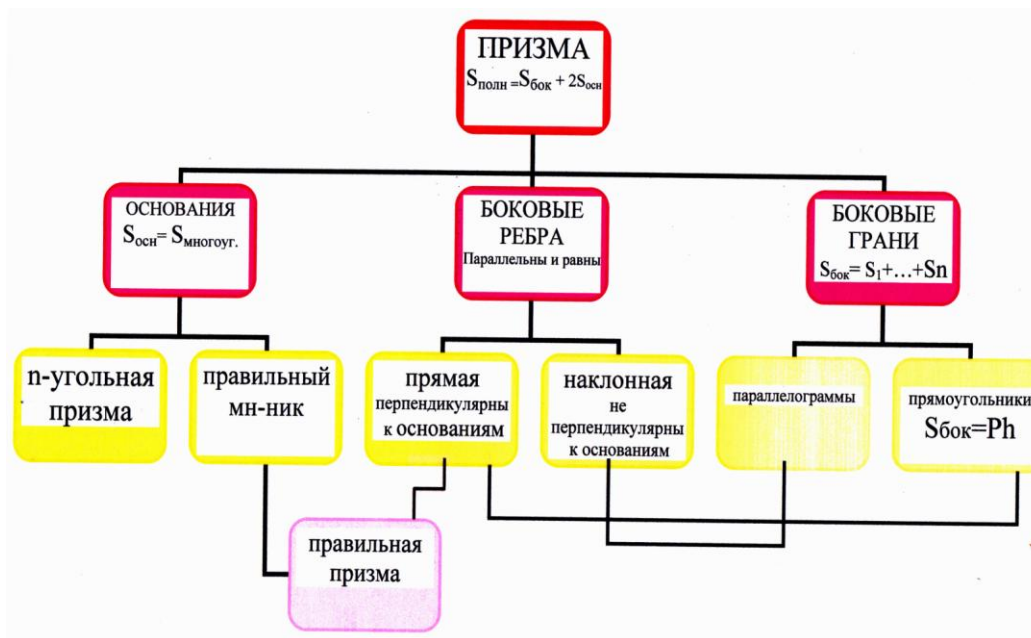 ПРИЗМА
Sполн =Sбок + 2Sосн
ОСНОВАНИЯ
Sосн= Sмногоуг.
БОКОВЫЕ
РЕБРА
Параллельны и равны
БОКОВЫЕ
ГРАНИ
Sбок= S1+…+Sn
n-угольная
призма
правильный
мн-ник
прямая
перпендикулярны
к основаниям
наклонная
не
перпендикулярны
к основаниям
параллелограммы
прямоугольники
Sбок=Ph
правильная
призма